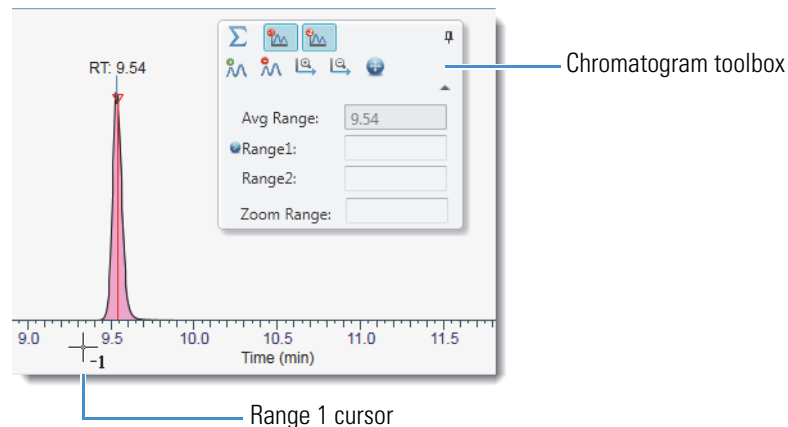 RT: 9.54
Chromatogram toolbox
Avg Range: 9.54
Range1:
Range2:
Zoom Range:
9.0 9.5 10.0 10.5 11.0 11.5
-1
Time (min)
Range 1 cursor